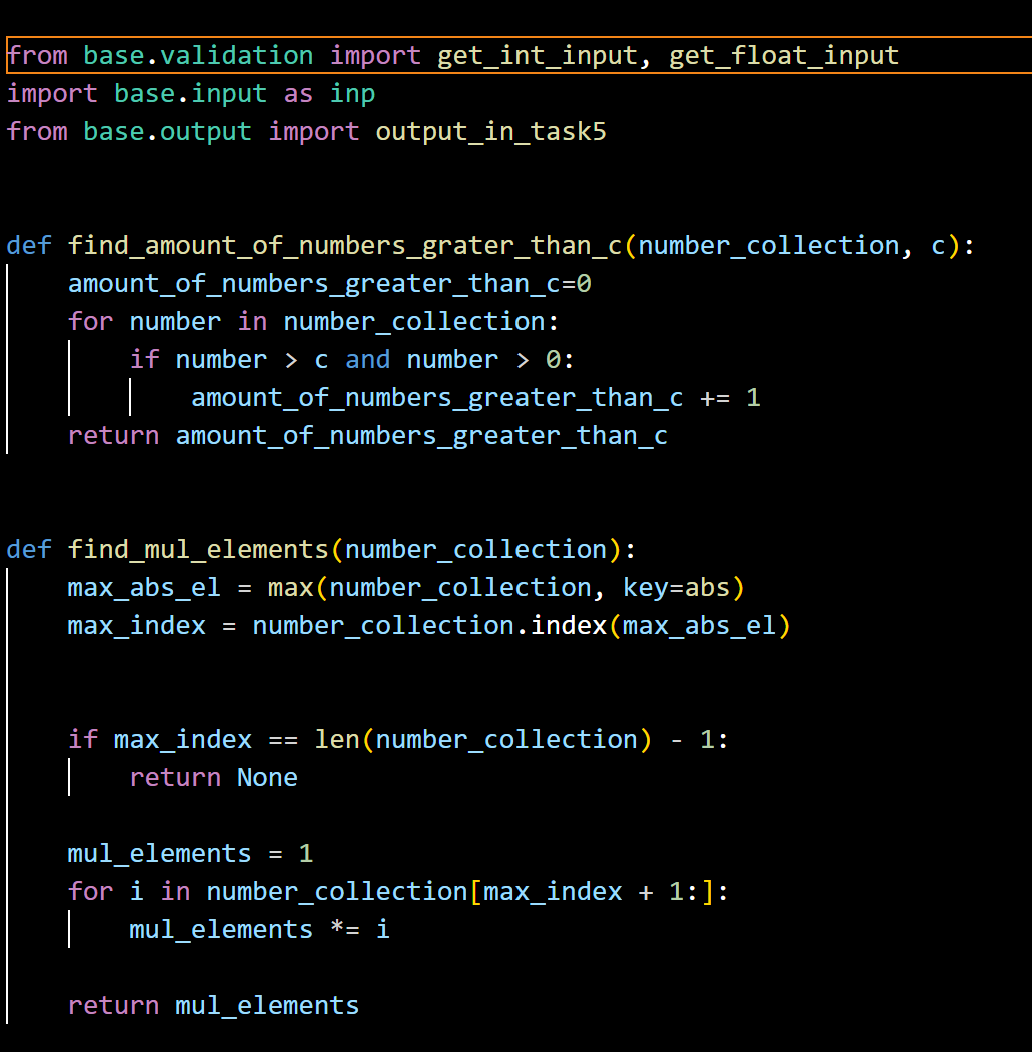 from base.validation import get_int_input, get_float_input
import base.input as inp
from base.output import output_in_task5
def find_amount_of_numbers_grater_than_c(number_collection, c):
    amount_of_numbers_greater_than_c=0
    for number in number_collection:
        if number > c and number > 0:
            amount_of_numbers_greater_than_c += 1
    return amount_of_numbers_greater_than_c
def find_mul_elements(number_collection):
    max_abs_el = max(number_collection, key=abs)
    max_index = number_collection.index(max_abs_el)
    if max_index == len(number_collection) - 1:
        return None
    mul_elements = 1
    for i in number_collection[max_index + 1:]:
        mul_elements *= i
    return mul_elements